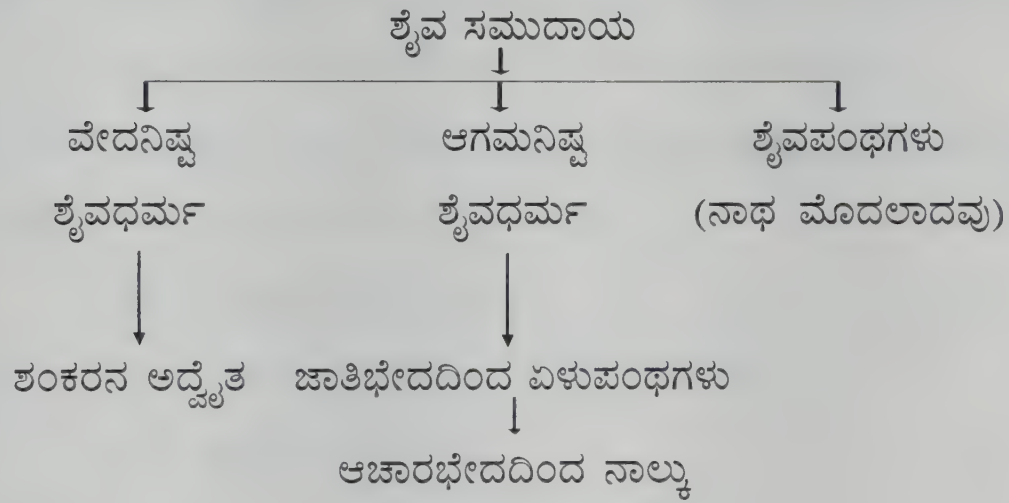 ಶೈವ ಸಮುದಾಯ
ವೇದನಿಷ್ಟ ಆಗಮನಿಷ್ಟ ಶೈವಪಂಥಗಳು
ಶೈವಧರ್ಮ ಶೈವಧರ್ಮ (ನಾಥ ಮೊದಲಾದವು)
ಶಂಕರನ ಅದ್ವೈತ ಜಾತಿಭೇದದಿಂದ ಏಳುಪಂಥಗಳು
ಆಚಾರಭೇದದಿಂದ ನಾಲ್ಕು